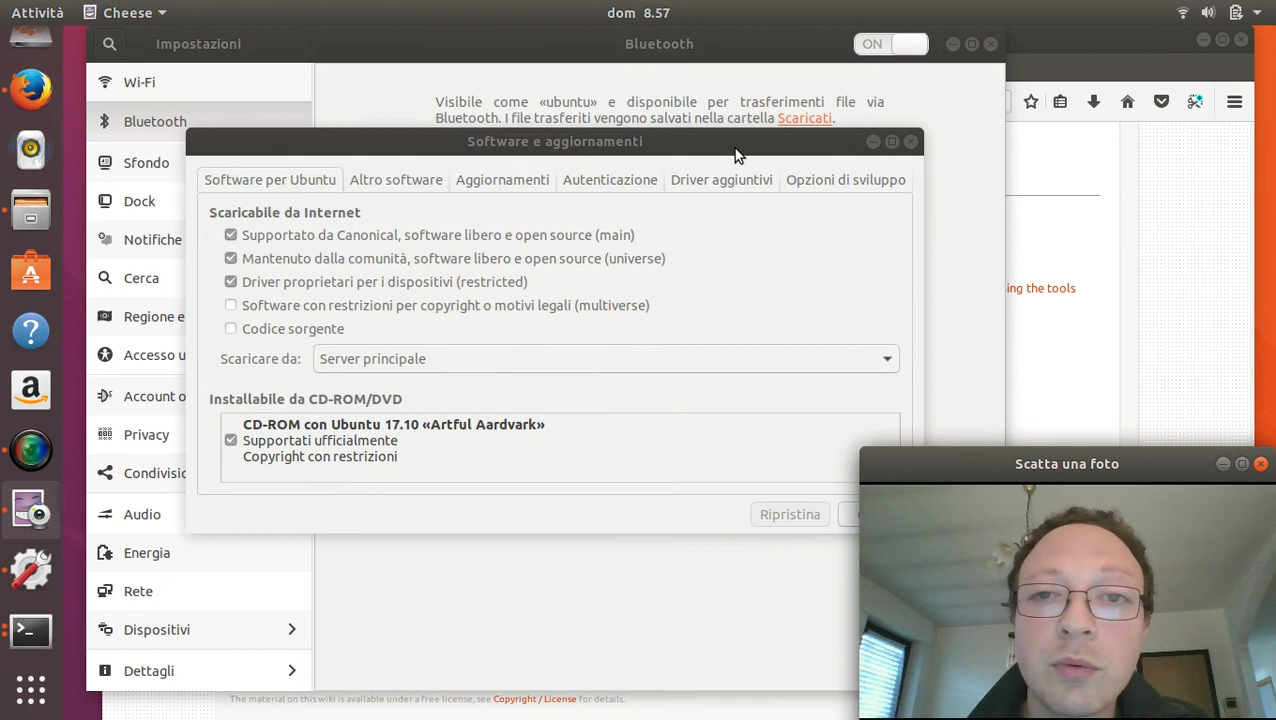 Attività
Cheese
dom 8.57
Impostazioni
Bluetooth
ON
Wi-Fi
Bluetooth
Sfondo
Dock
Notifiche
Cerca
Regione e
Accesso u
Account o
Privacy
Condivisio
Audio
Energia
Rete
Dispositivi
Dettagli
Visibile come «ubuntu» e disponibile per trasferimenti file via
Bluetooth. I file trasferiti vengono salvati nella cartella Scaricati.
Software e aggiornamenti
Software per Ubuntu
Altro software
Aggiornamenti
Autenticazione
Driver aggiuntivi
Opzioni di sviluppo
Scaricabile da Internet
Supportato da Canonical, software libero e open source (main)
Mantenuto dalla comunità, software libero e open source (universe)
Driver proprietari per i dispositivi (restricted)
Software con restrizioni per copyright o motivi legali (multiverse)
Codice sorgente
Scaricare da:
Server principale
Installabile da CD-ROM/DVD
CD-ROM con Ubuntu 17.10 «Artful Aardvark»
Supportati ufficialmente
Copyright con restrizioni
Ripristina
ing the tools
Scatta una foto
The material on this wiki is available under a free license, see Copyright / License for details.